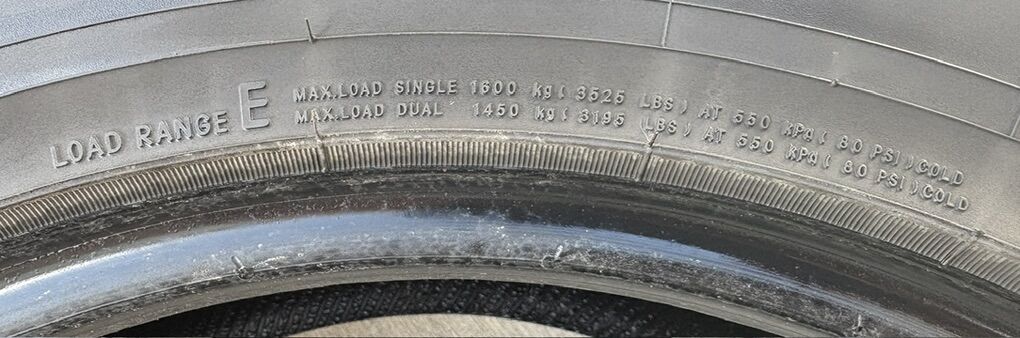 LOAD RANGE E
MAX.LOAD SINGLE 1600 kg ( 3525 LBS ) AT 550 KPa ( 80 PSI ) COLD
MAX.LOAD DUAL 1450 kg ( 3195 LBS ) AT 550 KPa ( 80 PSI ) COLD